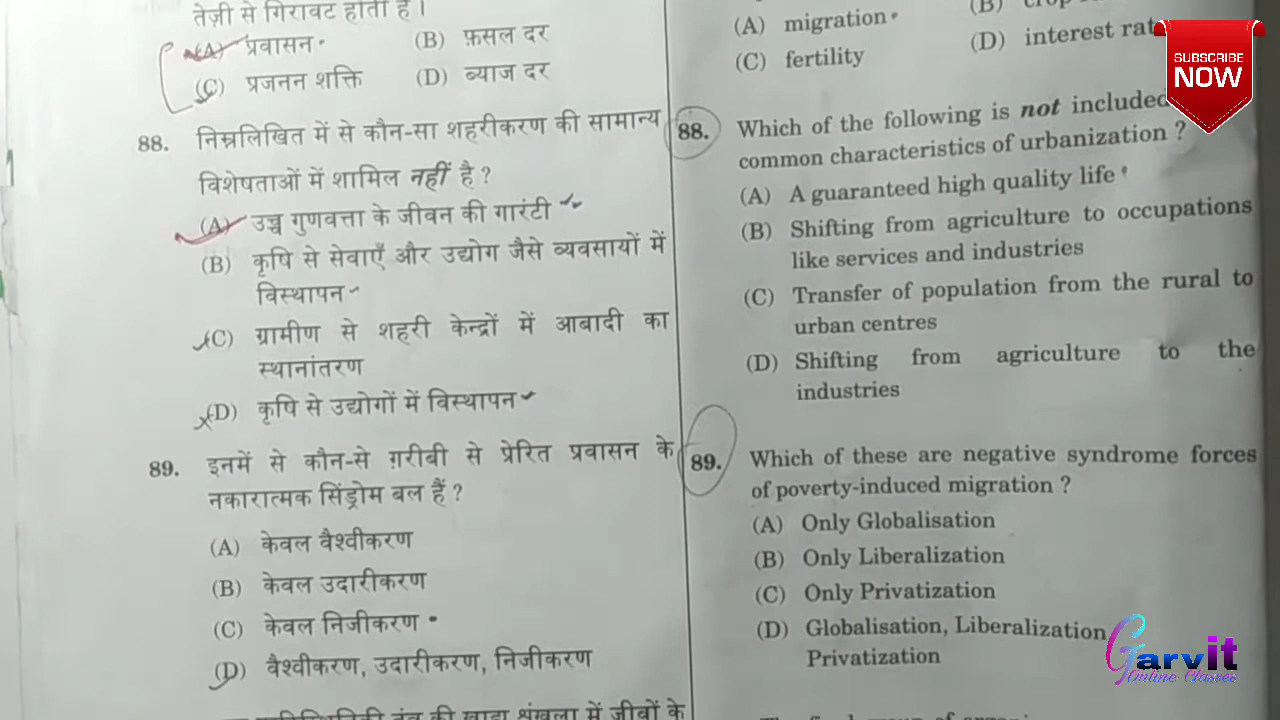 तेज़ी से गिरावट होती है ।
(A) प्रवासन (B) फ़सल दर
(C) प्रजनन शक्ति (D) ब्याज दर
88. निम्नलिखित में से कौन-सा शहरीकरण की सामान्य
विशेषताओं में शामिल नहीं है ?
(A) उच्च गुणवत्ता के जीवन की गारंटी
(B) कृषि से सेवाएँ और उद्योग जैसे व्यवसायों में
विस्थापन
(C) ग्रामीण से शहरी केन्द्रों में आबादी का
स्थानांतरण
(D) कृषि से उद्योगों में विस्थापन
89. इनमें से कौन-से ग़रीबी से प्रेरित प्रवासन के
नकारात्मक सिंड्रोम बल हैं ?
(A) केवल वैश्वीकरण
(B) केवल उदारीकरण
(C) केवल निजीकरण
(D) वैश्वीकरण, उदारीकरण, निजीकरण
(A) migration (B)
(C) fertility (D) interest
88. Which of the following is not included
common characteristics of urbanization ?
(A) A guaranteed high quality life
(B) Shifting from agriculture to occupations
like services and industries
(C) Transfer of population from the rural to
urban centres
(D) Shifting from agriculture to the
industries
89. Which of these are negative syndrome forces
of poverty-induced migration ?
(A) Only Globalisation
(B) Only Liberalization
(C) Only Privatization
(D) Globalisation, Liberalization
Privatization
SUBSCRIBE
NOW
Garvit
Online Classes